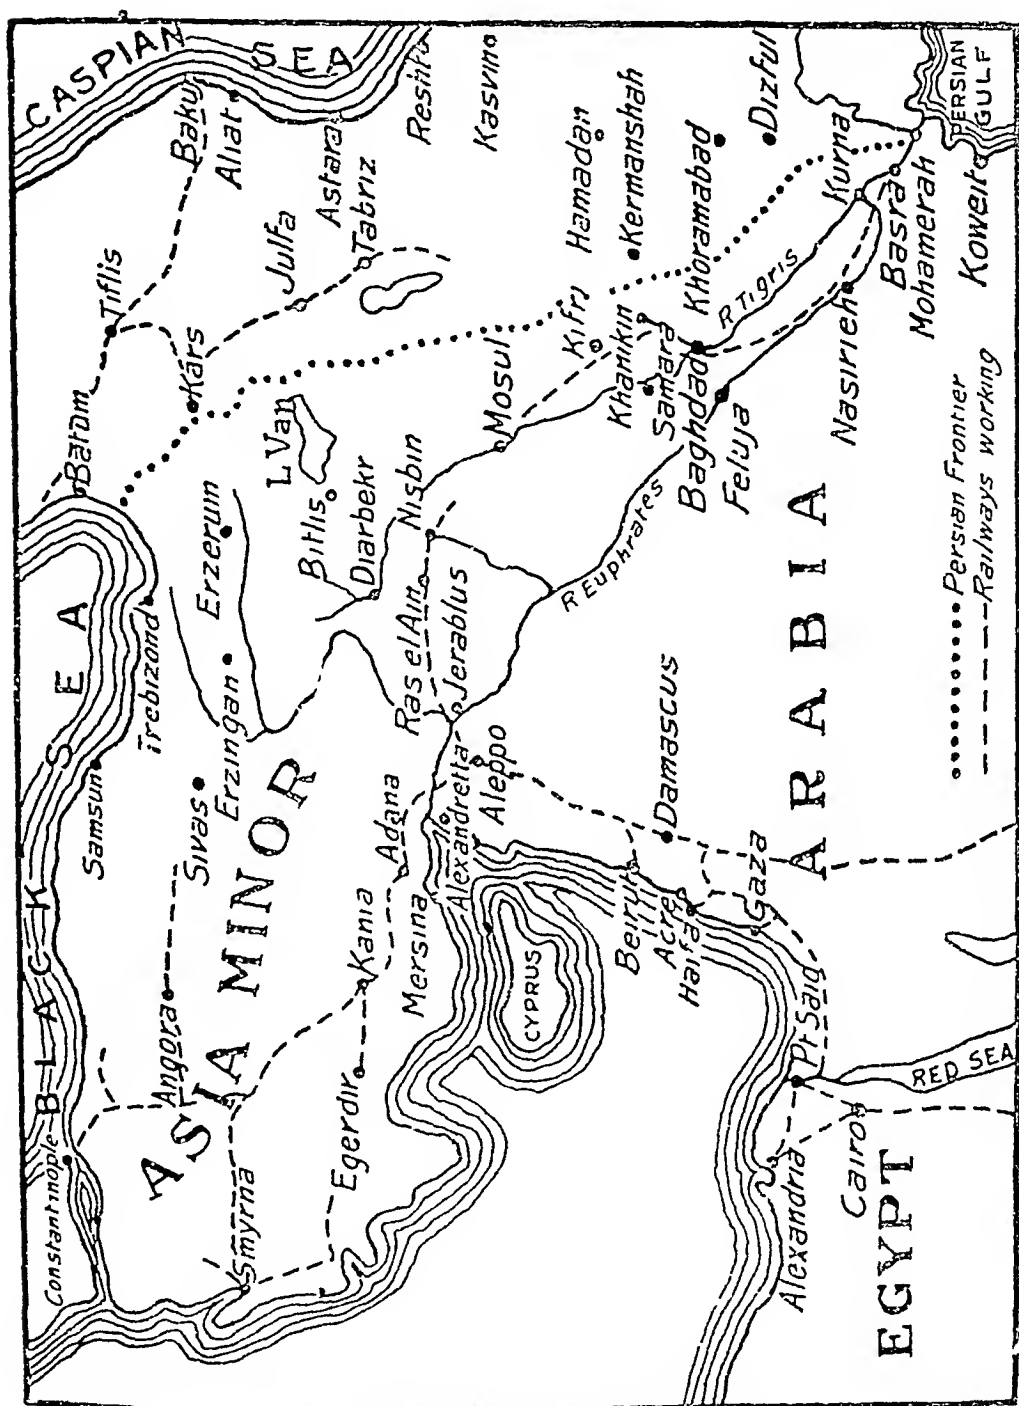 CASPIAN SEA
BLACK SEA
Constantinople
Samsun
Trebizond
Batum
Tiflis
Baku
Aliat
Kars
Julfa
Astara
Tabriz
Kasvin
Angora
Sivas
Erzingan
Erzerum
L Van
Bitlis
Diarbekr
Nisbin
Mosul
Kifri
Hamadan
Kermanshah
Khanikin
Samara
Khoramabad
Dizful
ASIA MINOR
Smyrna
Egerdir
Kania
Adana
Mersina
Alexandretta
Aleppo
Ras el Ain
Jerablus
R Euphrates
R Tigris
Baghdad
Feluja
Kurna
Nasirieh
Basra
Mohamerah
Koweit
PERSIAN
GULF
CYPRUS
Beirut
Acre
Haifa
Damascus
Gaza
ARABIA
Pt Said
Alexandria
Cairo
RED SEA
EGYPT
Persian Frontier
Railways working